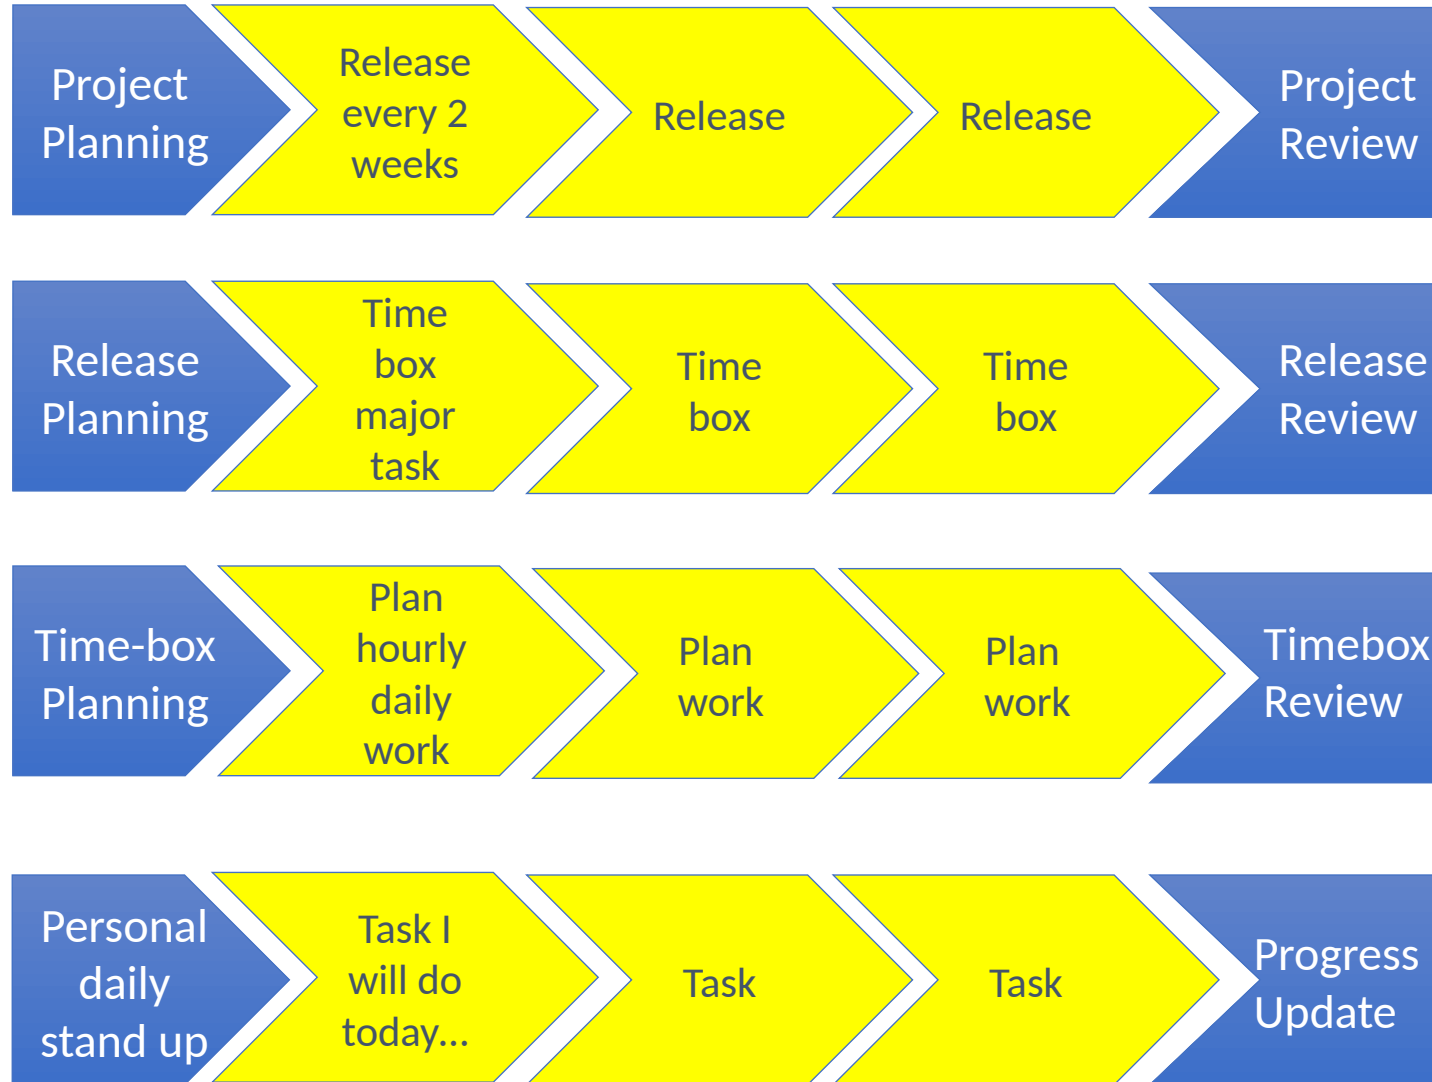 Project
Planning
Release
every 2
weeks
Release
Release
Project
Review
Release
Planning
Time
box
major
task
Time
box
Time
box
Release
Review
Time-box
Planning
Plan
hourly
daily
work
Plan
work
Plan
work
Timebox
Review
Personal
daily
stand up
Task I
will do
today...
Task
Task
Progress
Update